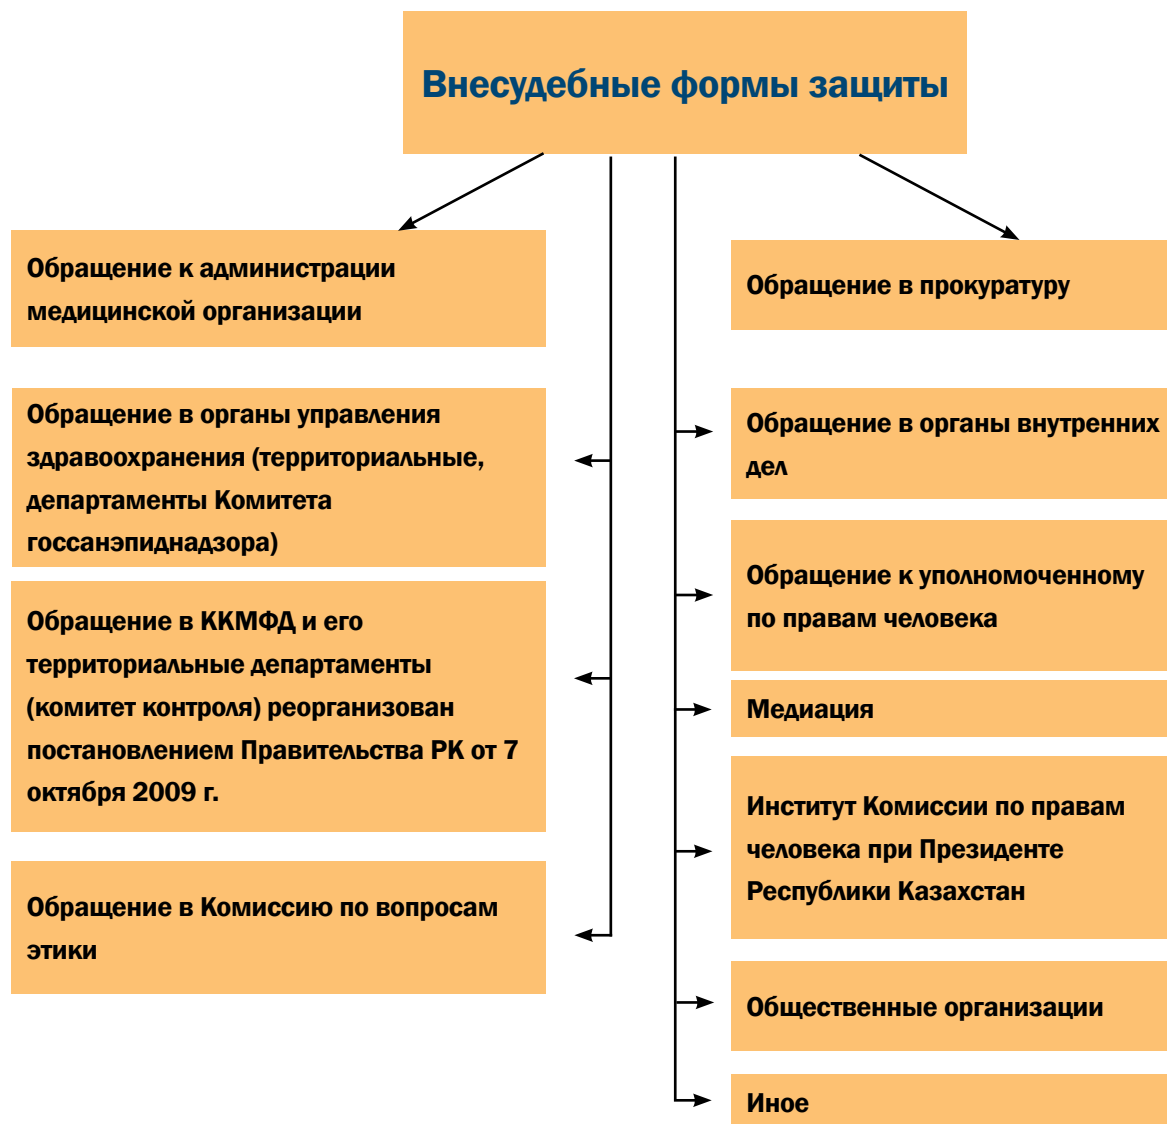 Внесудебные формы защиты
Обращение к администрации
медицинской организации
Обращение в органы управления
здравоохранения (территориальные,
департаменты Комитета
госсанэпиднадзора)
Обращение в ККМФД и его
территориальные департаменты
(комитет контроля) реорганизован
постановлением Правительства РК от 7
октября 2009 г.
Обращение в Комиссию по вопросам
этики
Обращение в прокуратуру
Обращение в органы внутренних
дел
Обращение к уполномоченному
по правам человека
Медиация
Институт Комиссии по правам
человека при Президенте
Республики Казахстан
Общественные организации
Иное